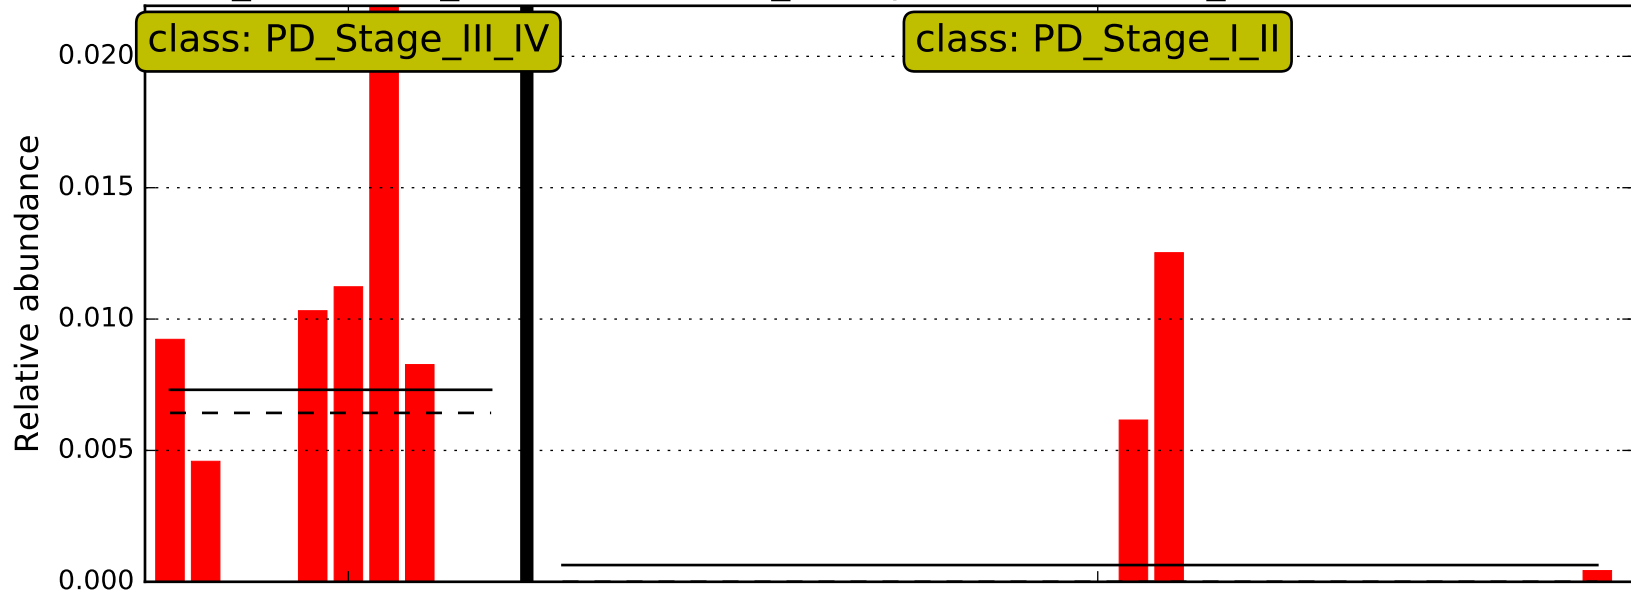 class: PD_Stage_III_IV
class: PD_Stage_I_II
Relative abundance
0.020
0.015
0.010
0.005
0.000